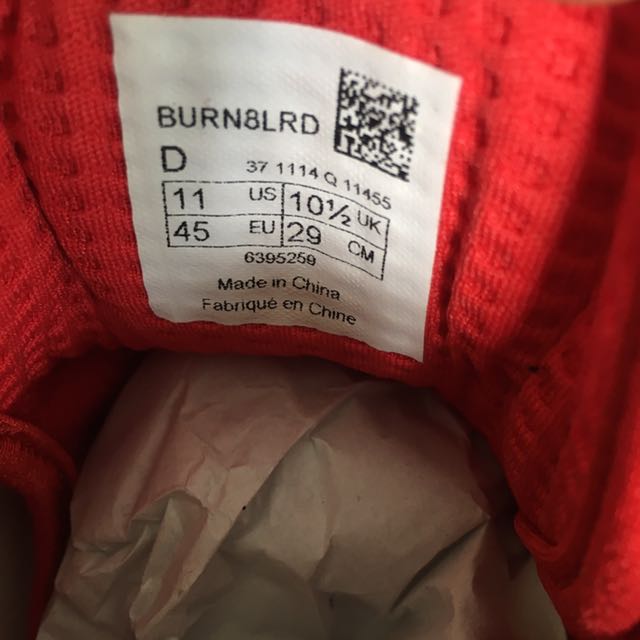 BURN8LRD
D 37 1114 Q 11455
11 US 10½ UK
45 EU 29 CM
6395259
Made in China
Fabriqué en Chine